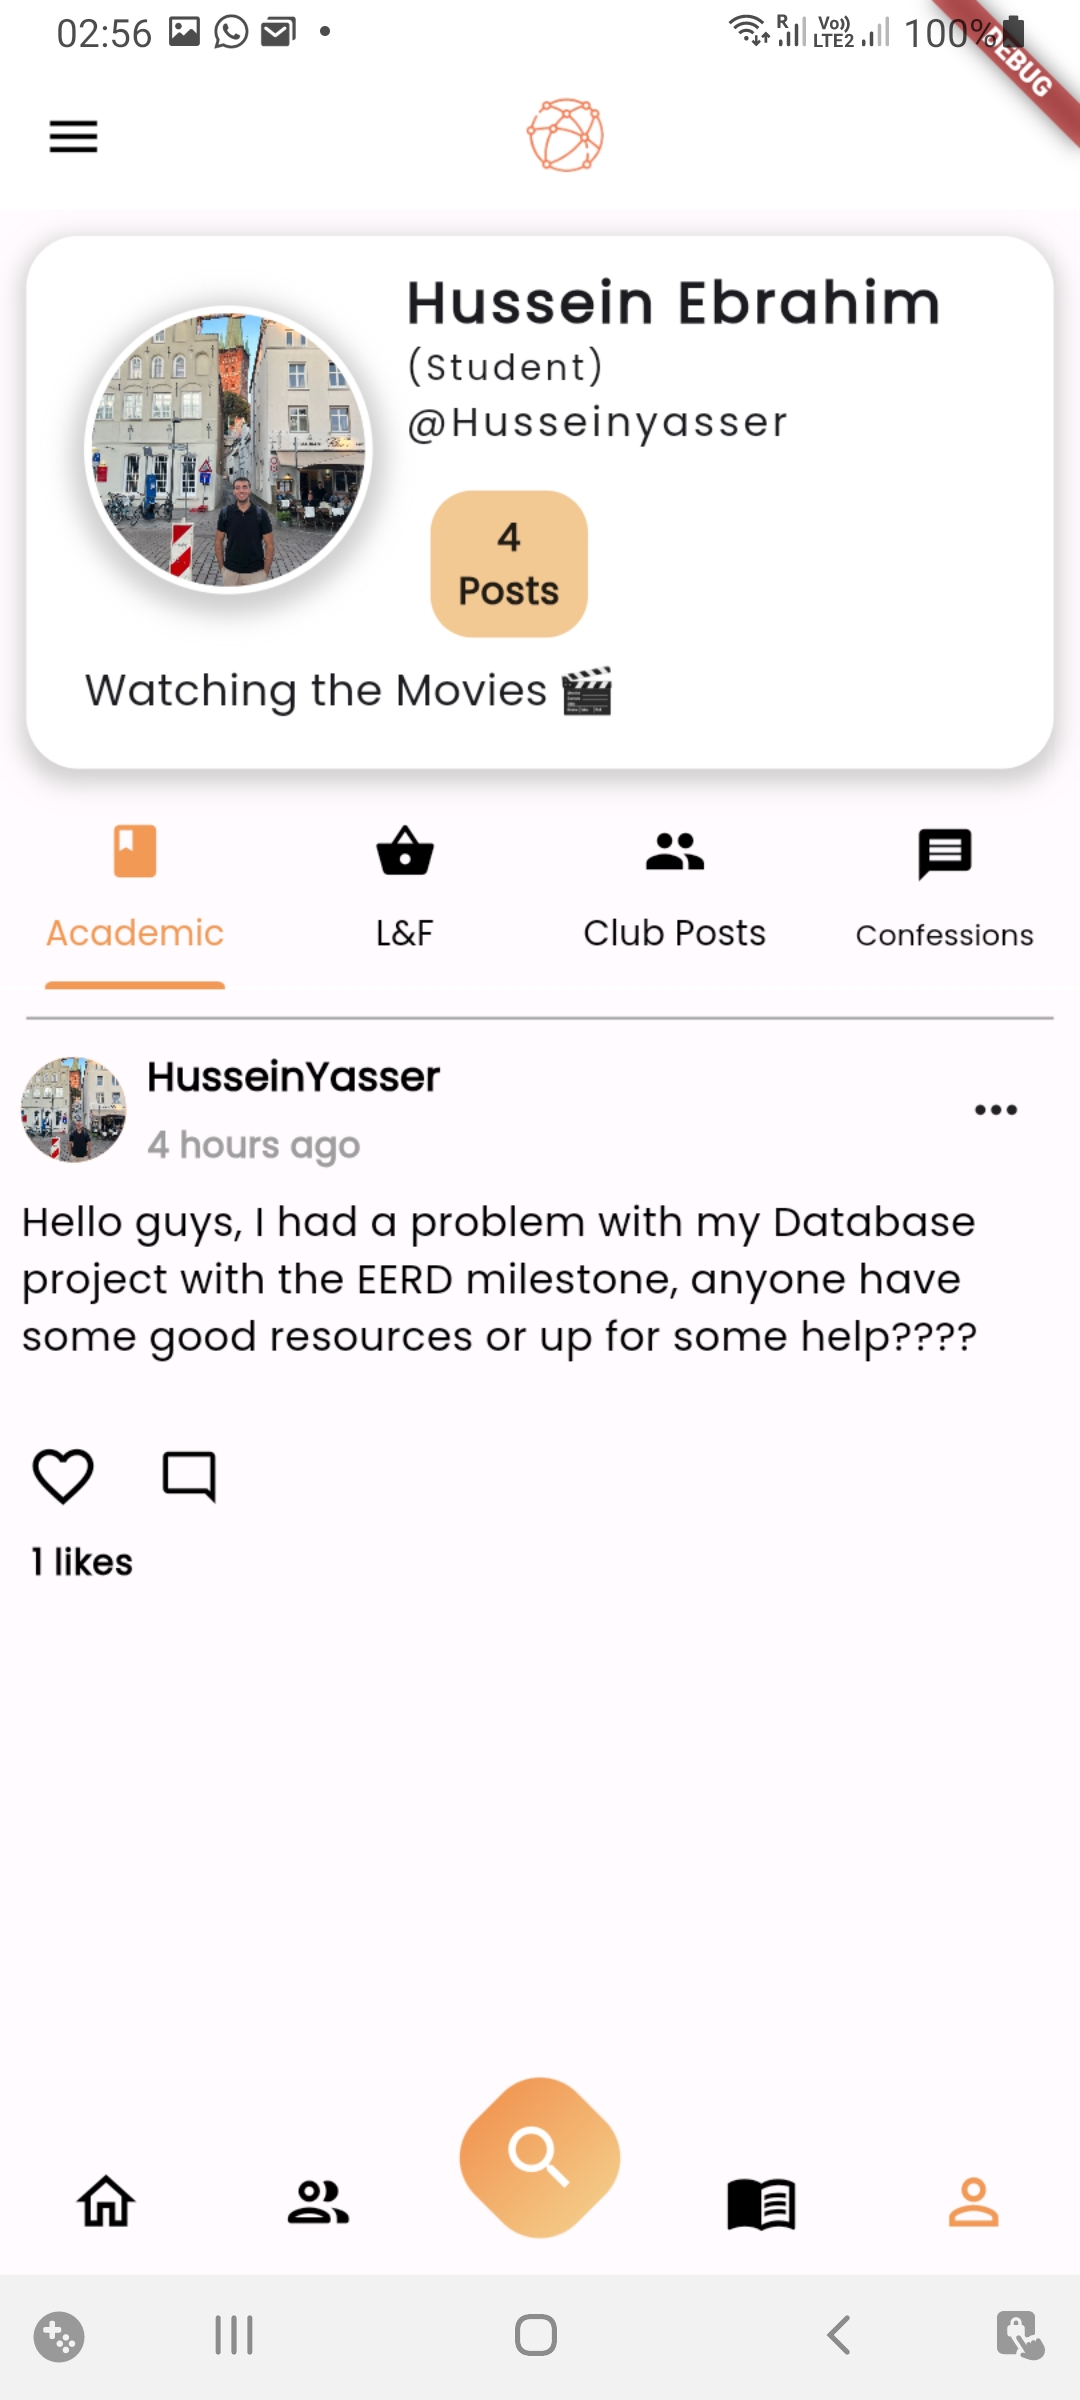 02:56
R
Vo))
LTE2
100%
DEBUG
Hussein Ebrahim
(Student)
@Husseinyasser
4
Posts
Watching the Movies 🎬
Academic
L&F
Club Posts
Confessions
HusseinYasser
4 hours ago
Hello guys, I had a problem with my Database
project with the EERD milestone, anyone have
some good resources or up for some help????
1 likes